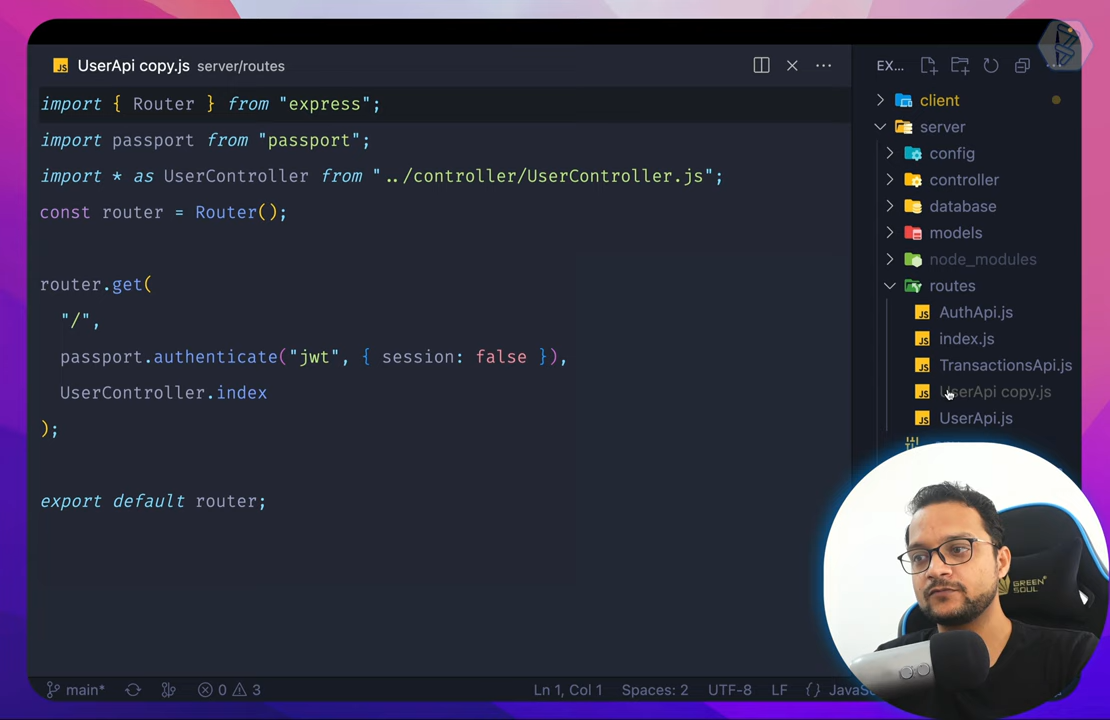 UserApi copy.js server/routes
import { Router } from "express";
import passport from "passport";
import * as UserController from "../controller/UserController.js";
const router = Router();
router.get(
"/",
passport.authenticate("jwt", { session: false }),
UserController.index
);
export default router;
EX...
client
server
config
controller
database
models
node_modules
routes
AuthApi.js
index.js
TransactionsApi.js
UserApi copy.js
UserApi.js
GREEN
SOUL
main* 0 3 Ln 1, Col 1 Spaces: 2 UTF-8 LF {}